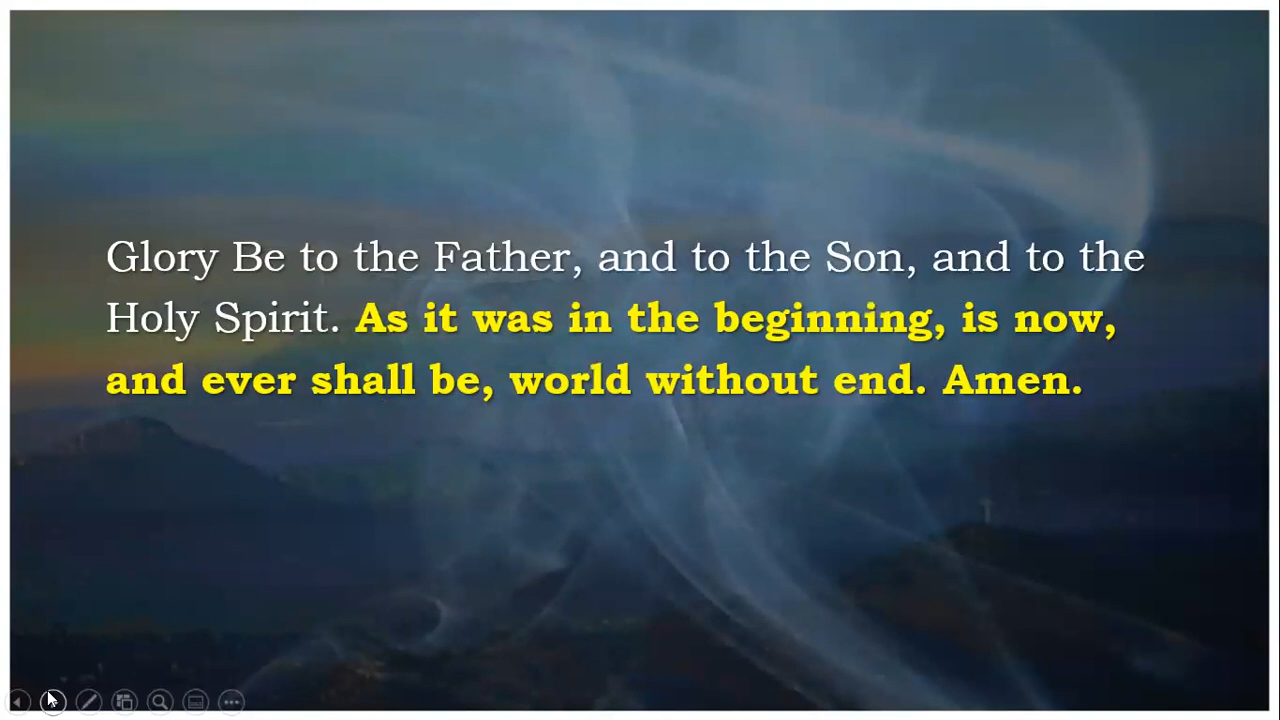 Glory Be to the Father, and to the Son, and to the
Holy Spirit. As it was in the beginning, is now,
and ever shall be, world without end. Amen.